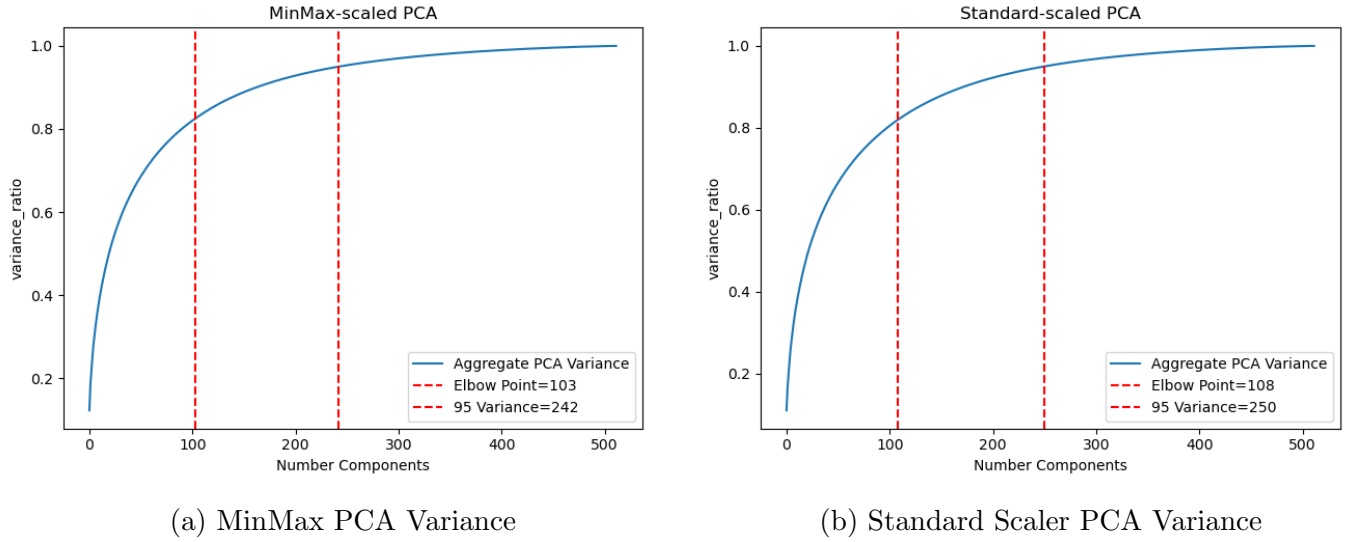 MinMax-scaled PCA
variance_ratio
1.0
0.8
0.6
0.4
0.2
Aggregate PCA Variance
Elbow Point=103
95 Variance=242
0 100 200 300 400 500
Number Components
(a) MinMax PCA Variance
Standard-scaled PCA
variance_ratio
1.0
0.8
0.6
0.4
0.2
Aggregate PCA Variance
Elbow Point=108
95 Variance=250
0 100 200 300 400 500
Number Components
(b) Standard Scaler PCA Variance